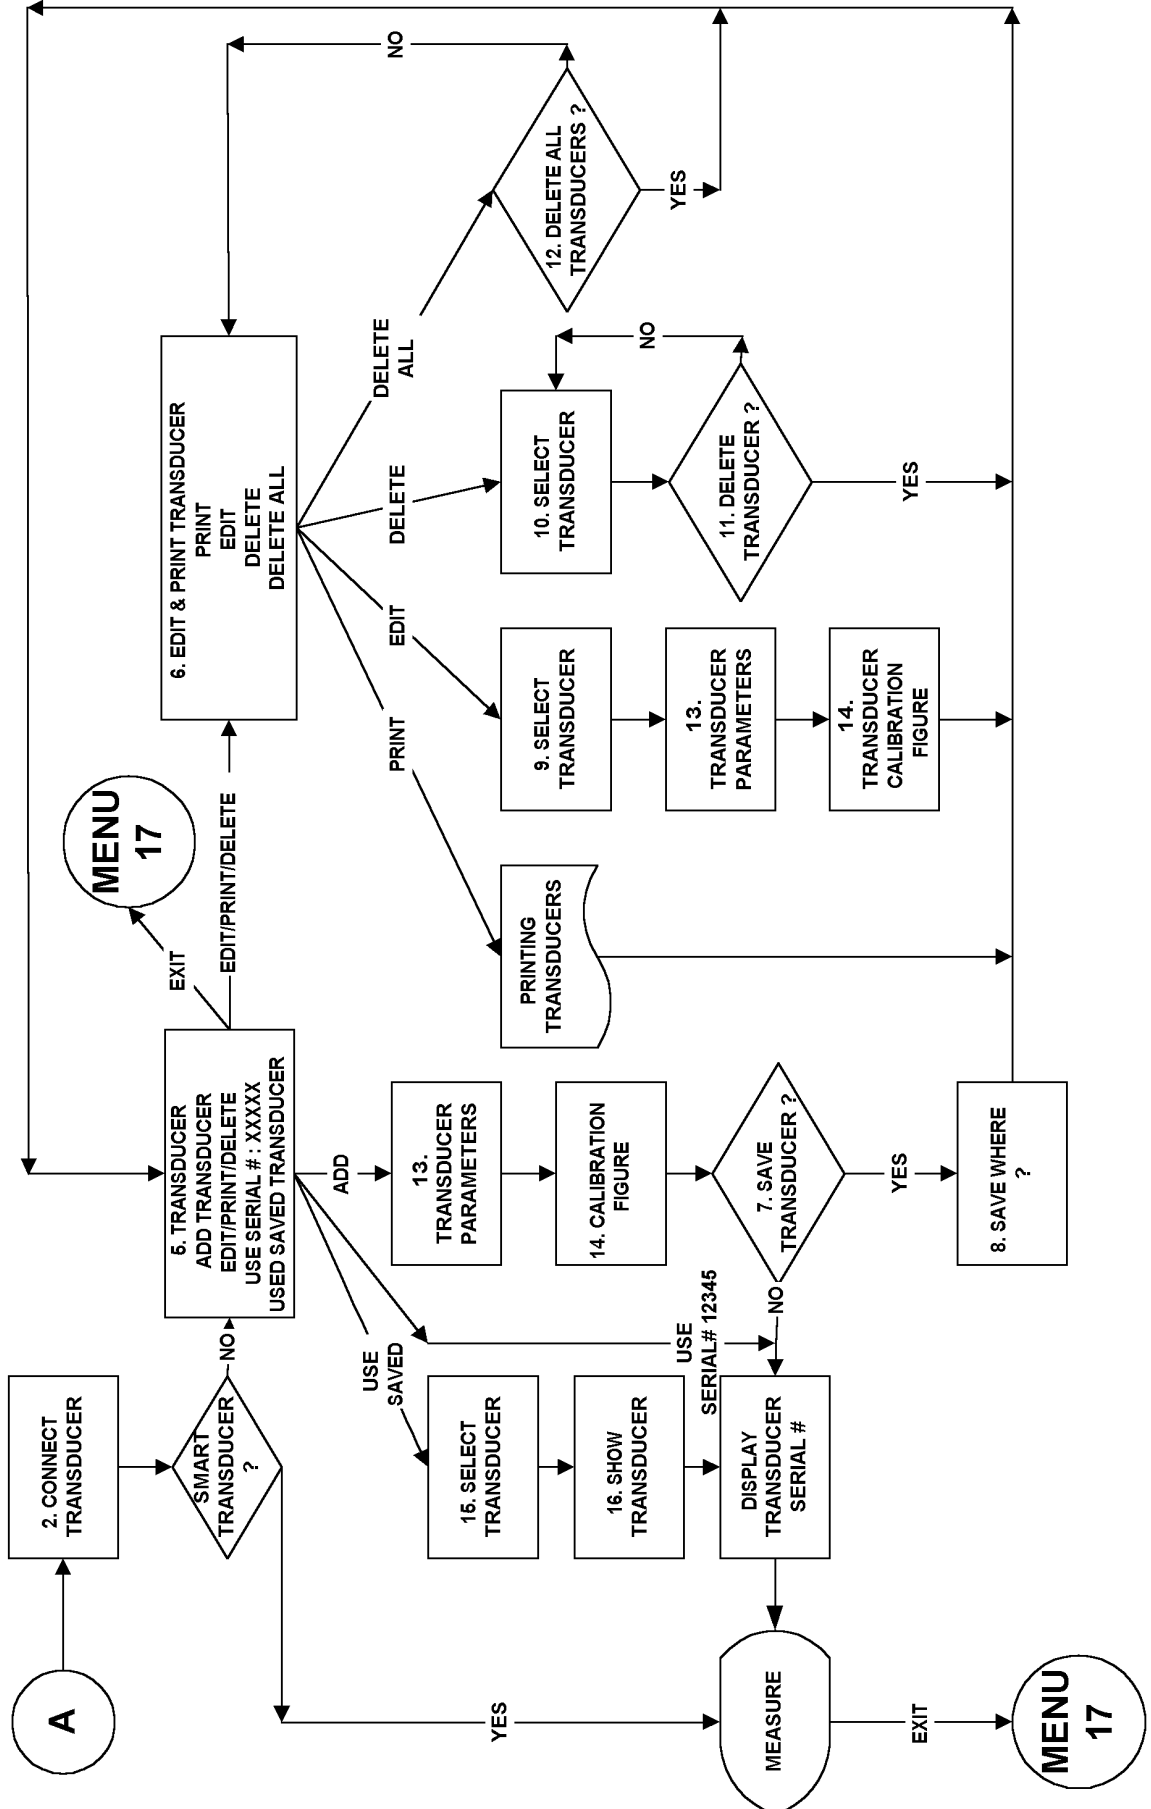 A
2. CONNECT
TRANSDUCER
SMART
TRANSDUCER
?
NO
YES
5. TRANSDUCER
ADD TRANSDUCER
EDIT/PRINT/DELETE
USE SERIAL # : XXXXX
USED SAVED TRANSDUCER
EXIT
MENU
17
EDIT/PRINT/DELETE
6. EDIT & PRINT TRANSDUCER
PRINT
EDIT
DELETE
DELETE ALL
USE
SAVED
15. SELECT
TRANSDUCER
16. SHOW
TRANSDUCER
USE
SERIAL# 12345
DISPLAY
TRANSDUCER
SERIAL #
MEASURE
EXIT
MENU
17
ADD
13.
TRANSDUCER
PARAMETERS
14. CALIBRATION
FIGURE
7. SAVE
TRANSDUCER ?
NO
YES
8. SAVE WHERE
?
PRINT
PRINTING
TRANSDUCERS
EDIT
9. SELECT
TRANSDUCER
13.
TRANSDUCER
PARAMETERS
14.
TRANSDUCER
CALIBRATION
FIGURE
DELETE
10. SELECT
TRANSDUCER
11. DELETE
TRANSDUCER ?
NO
YES
DELETE
ALL
12. DELETE ALL
TRANSDUCERS ?
NO
YES